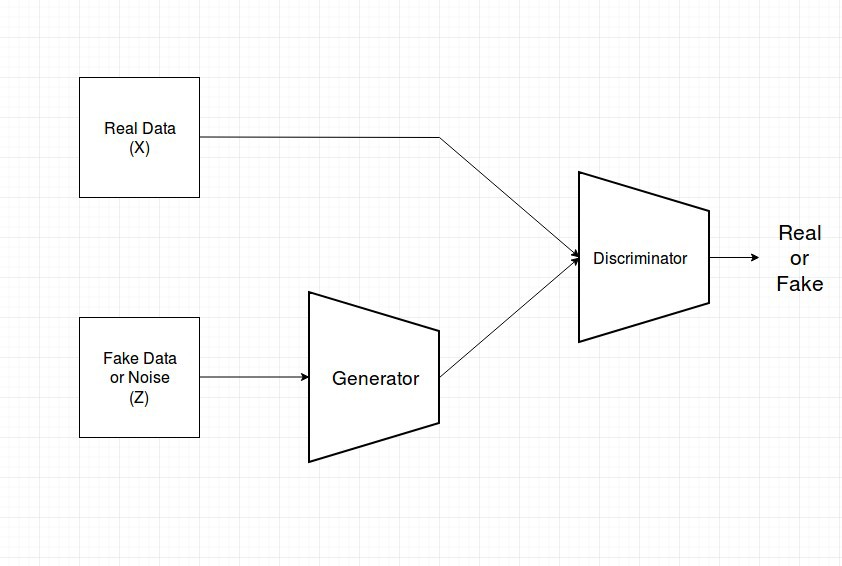 Real Data
(X)
Fake Data
or Noise
(Z)
Generator
Discriminator
Real
or
Fake